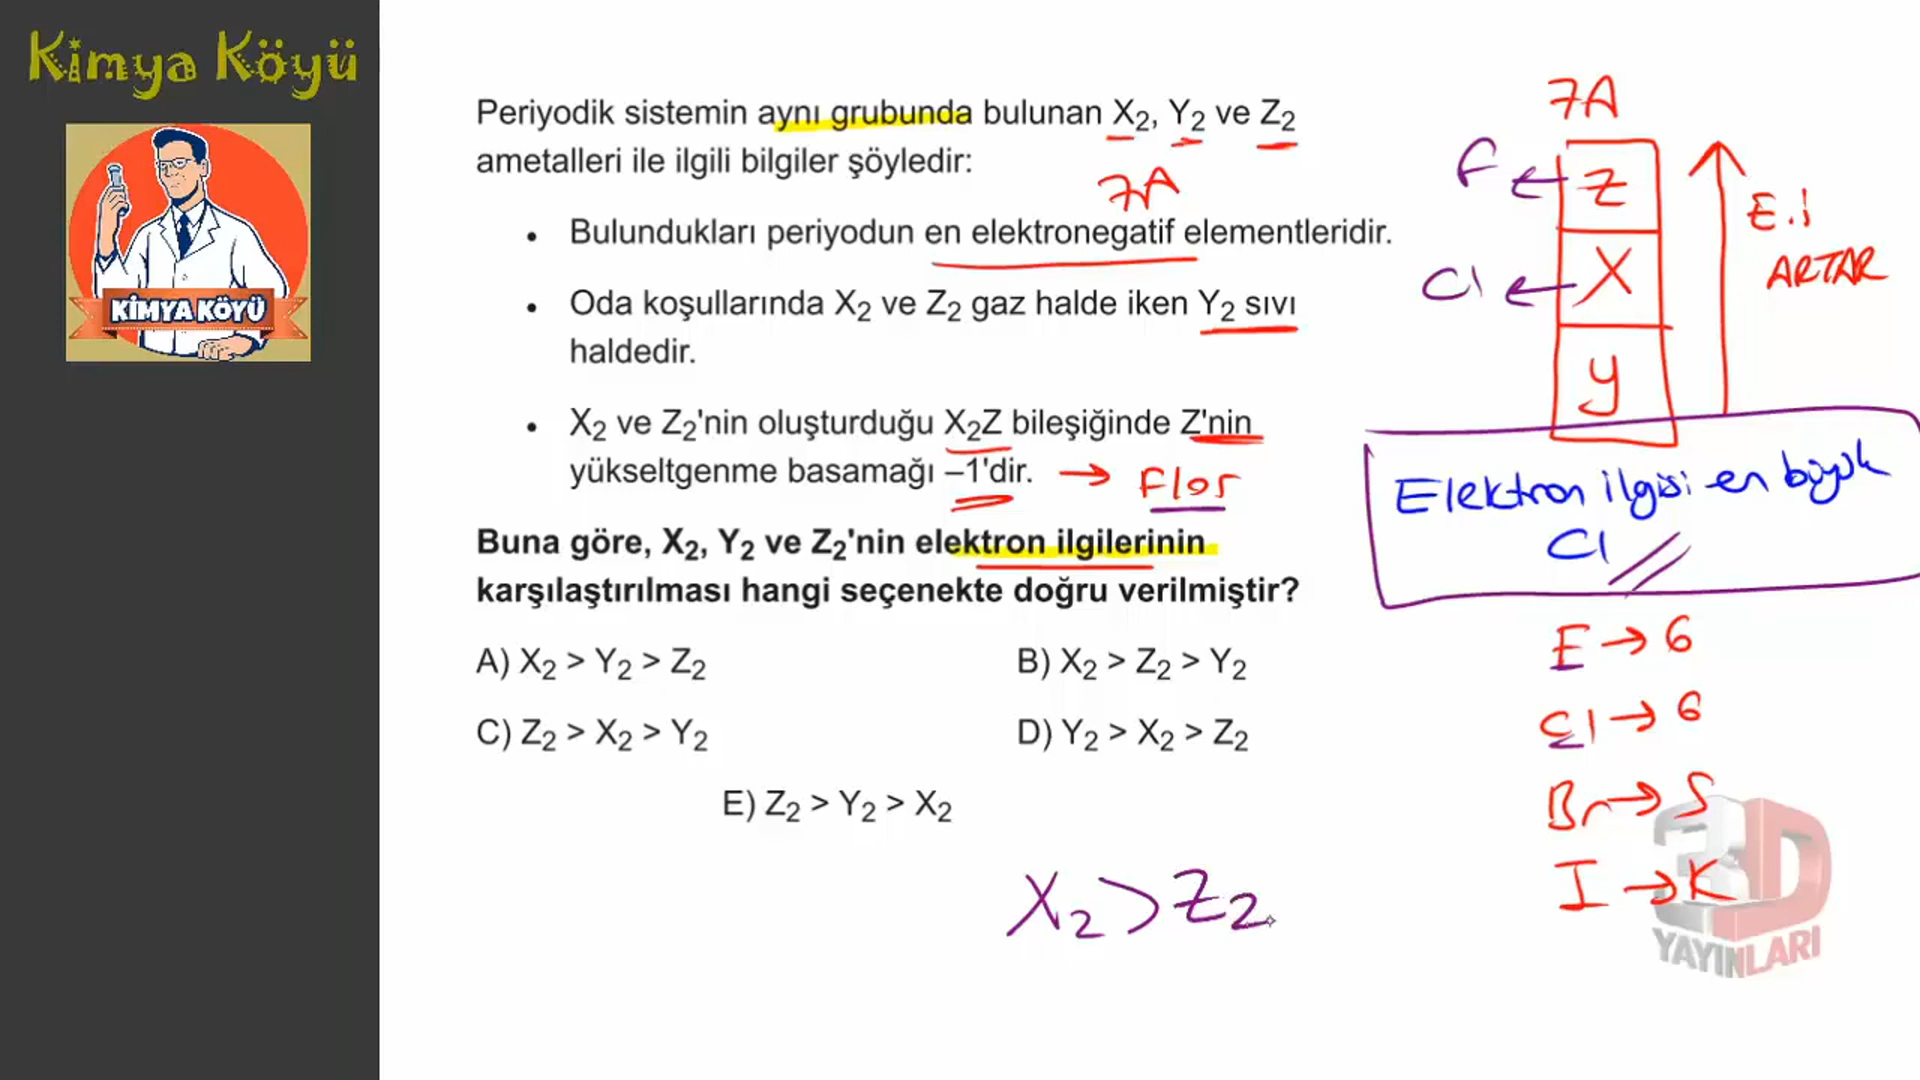 Kimya Köyü
KİMYA KÖYÜ
Periyodik sistemin aynı grubunda bulunan X2, Y2 ve Z2
ametalleri ile ilgili bilgiler şöyledir:
7A
• Bulundukları periyodun en elektronegatif elementleridir.
• Oda koşullarında X2 ve Z2 gaz halde iken Y2 sıvı
haldedir.
• X2 ve Z2'nin oluşturduğu X2Z bileşiğinde Z'nin
yükseltgenme basamağı –1'dir. → Flor
Buna göre, X2, Y2 ve Z2'nin elektron ilgilerinin
karşılaştırılması hangi seçenekte doğru verilmiştir?
A) X2 > Y2 > Z2
B) X2 > Z2 > Y2
C) Z2 > X2 > Y2
D) Y2 > X2 > Z2
E) Z2 > Y2 > X2
X2 > Z2
7A
F ← Z
Cl ← X
Y
E.i
ARTAR
Elektron ilgisi en büyük
Cl
F → G
Cl → G
Br → S
I → K
3D
YAYINLARI